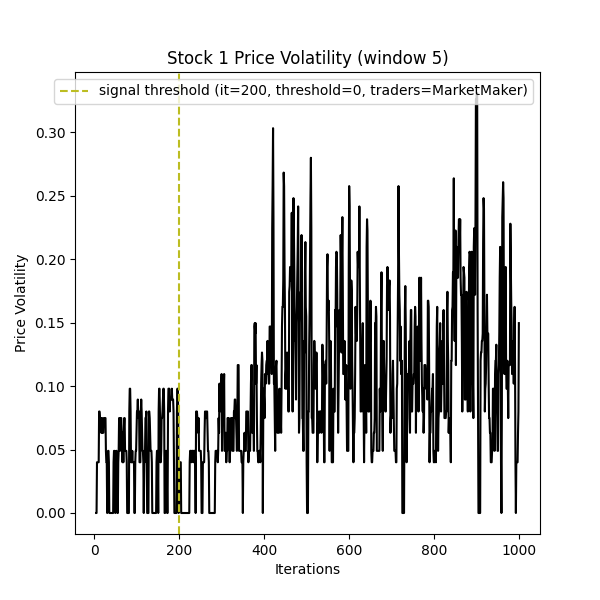 Stock 1 Price Volatility (window 5)
signal threshold (it=200, threshold=0, traders=MarketMaker)
0.30
0.25
0.20
0.15
0.10
0.05
0.00
Price Volatility
0 200 400 600 800 1000
Iterations